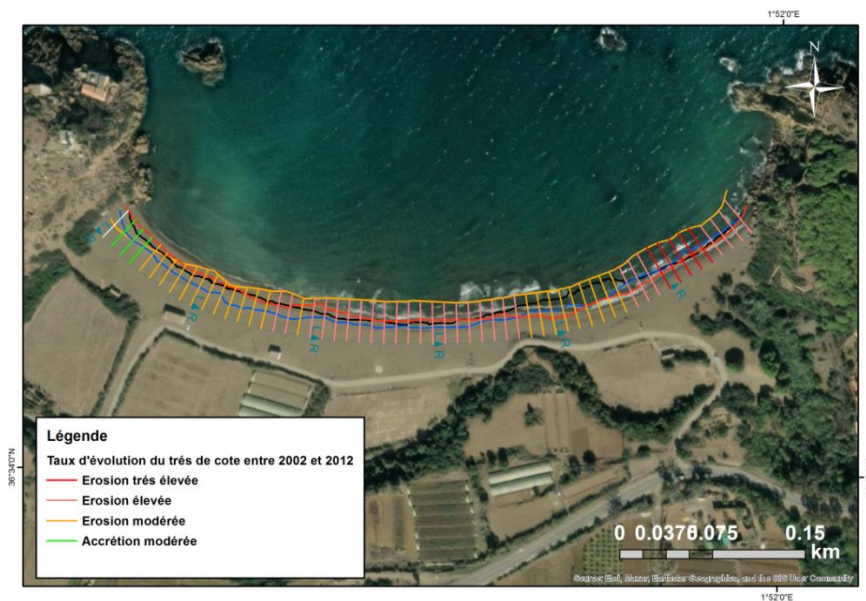 1°52'0"E
N
L R
L R
L R
L R
L R
L R
36°34'0"N
Légende
Taux d'évolution du trés de cote entre 2002 et 2012
Erosion trés élevée
Erosion élevée
Erosion modérée
Accrétion modérée
0 0.0375 0.075 0.15
km
Source: Esri, Maxar, Earthstar Geographics, and the GIS User Community
1°52'0"E